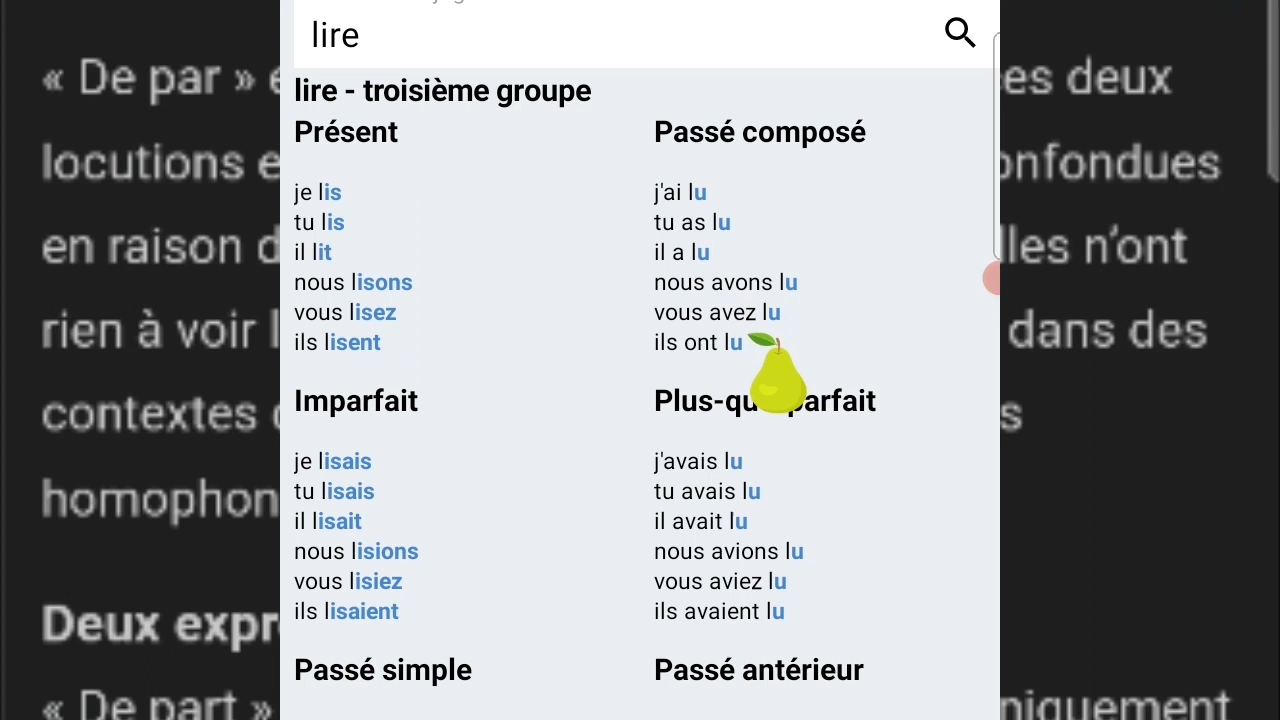 lire
lire - troisième groupe
Présent
je lis
tu lis
il lit
nous lisons
vous lisez
ils lisent
Passé composé
j'ai lu
tu as lu
il a lu
nous avons lu
vous avez lu
ils ont lu
Imparfait
je lisais
tu lisais
il lisait
nous lisions
vous lisiez
ils lisaient
Plus-qu parfait
j'avais lu
tu avais lu
il avait lu
nous avions lu
vous aviez lu
ils avaient lu
Passé simple
Passé antérieur
« De par » es deux
locutions onfondues
en raison lles n’ont
rien à voir dans des
contextes s
homophon
Deux expr
« De part » niquement